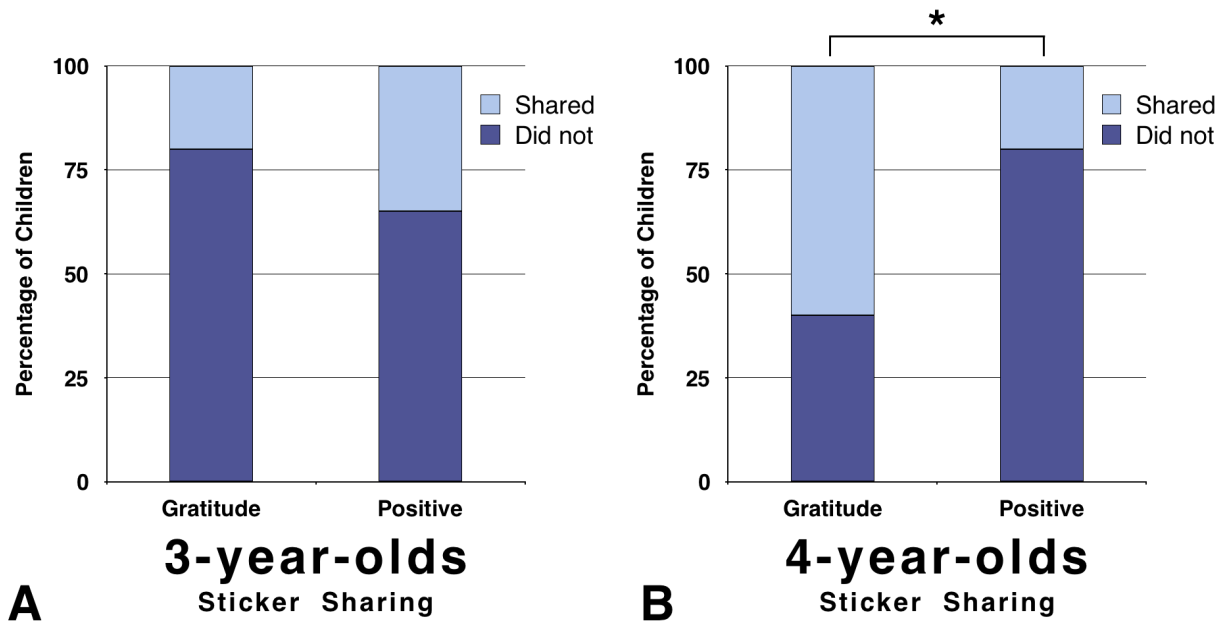 *
100
75
50
25
0
Percentage of Children
Shared
Did not
Gratitude
Positive
3-year-olds
Sticker Sharing
A
100
75
50
25
0
Percentage of Children
Shared
Did not
Gratitude
Positive
4-year-olds
Sticker Sharing
B